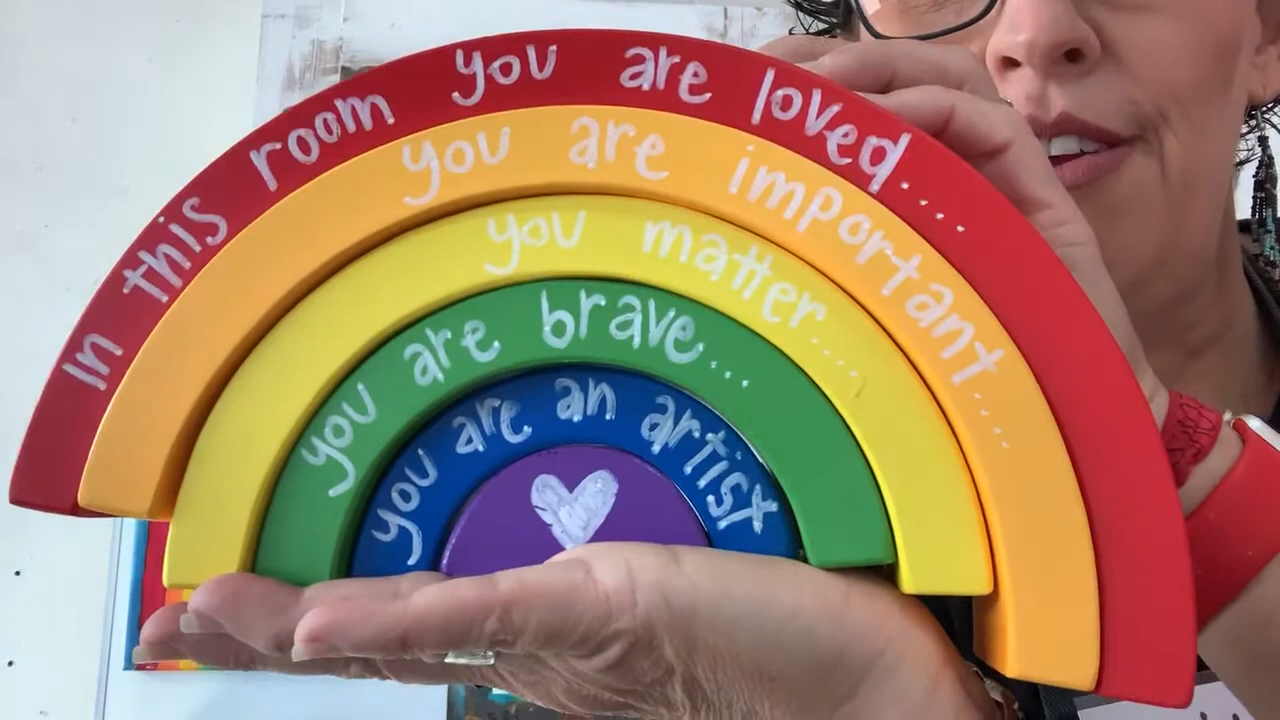 In this room you are loved.....
you are important.....
you matter.....
you are brave...
you are an artist